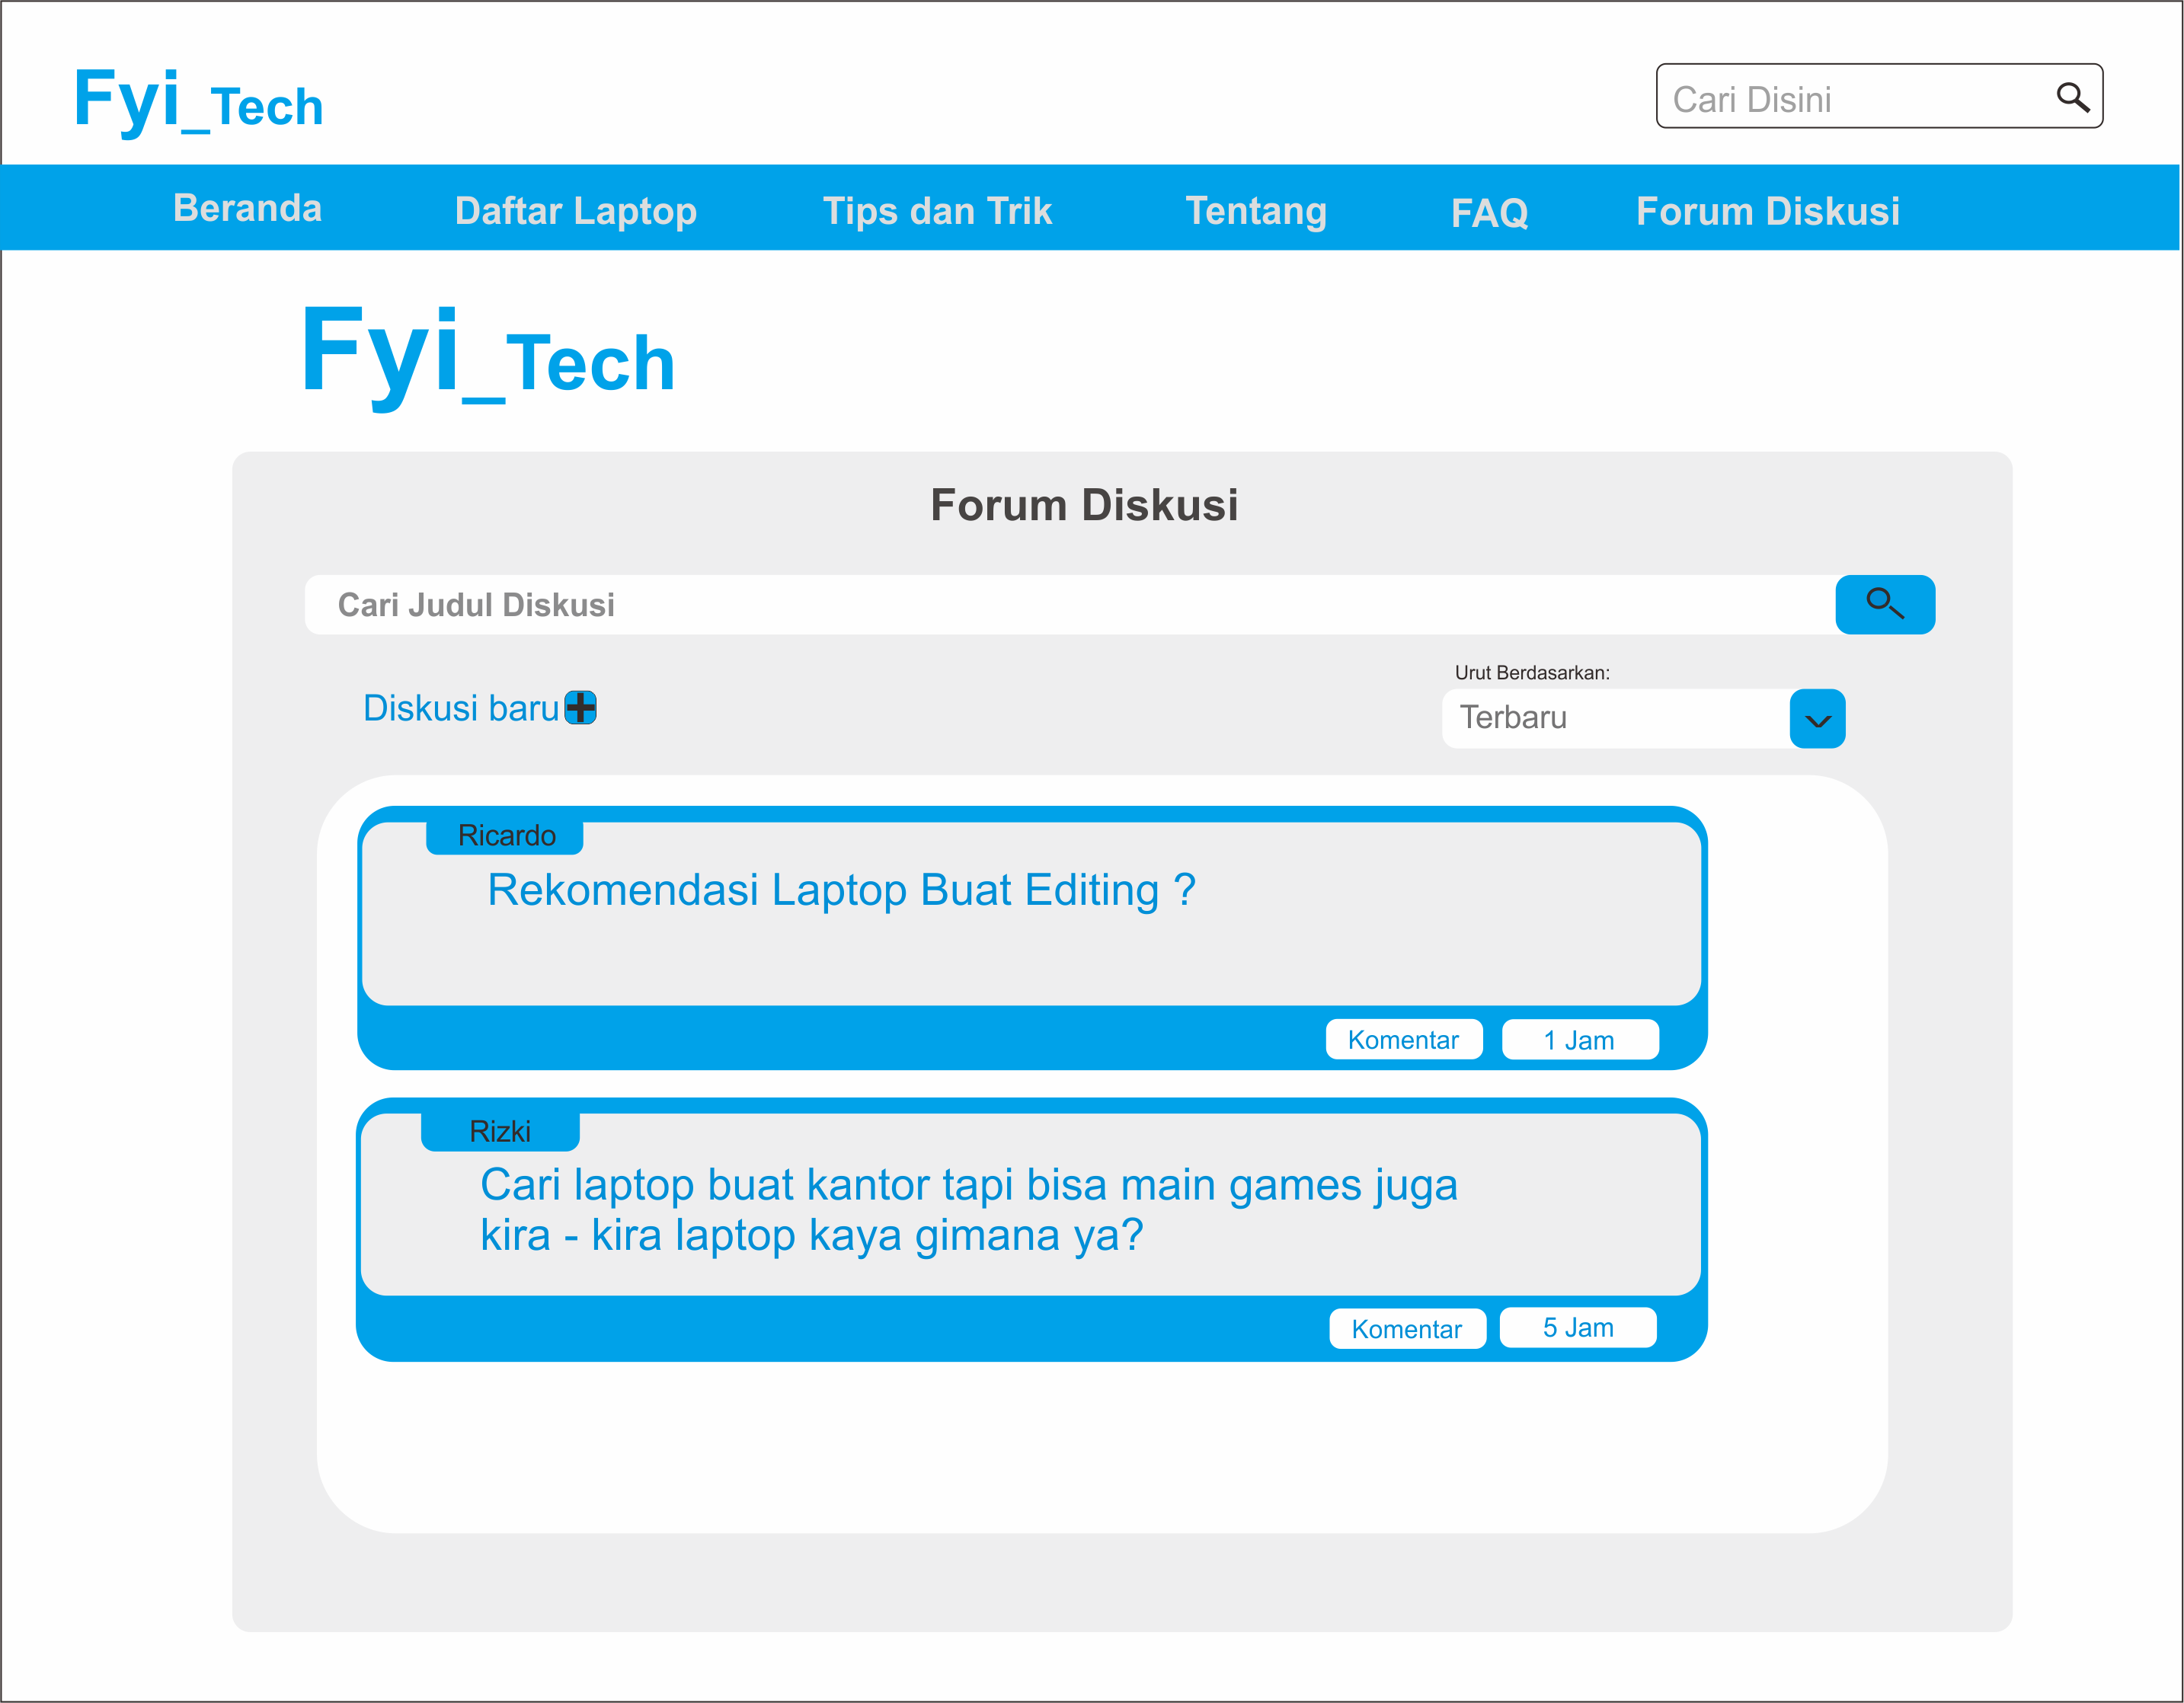 Fyi_Tech
Cari Disini
Beranda Daftar Laptop Tips dan Trik Tentang FAQ Forum Diskusi
Fyi_Tech
Forum Diskusi
Cari Judul Diskusi
Urut Berdasarkan:
Diskusi baru
Terbaru
Ricardo
Rekomendasi Laptop Buat Editing ?
Komentar 1 Jam
Rizki
Cari laptop buat kantor tapi bisa main games juga
kira - kira laptop kaya gimana ya?
Komentar 5 Jam